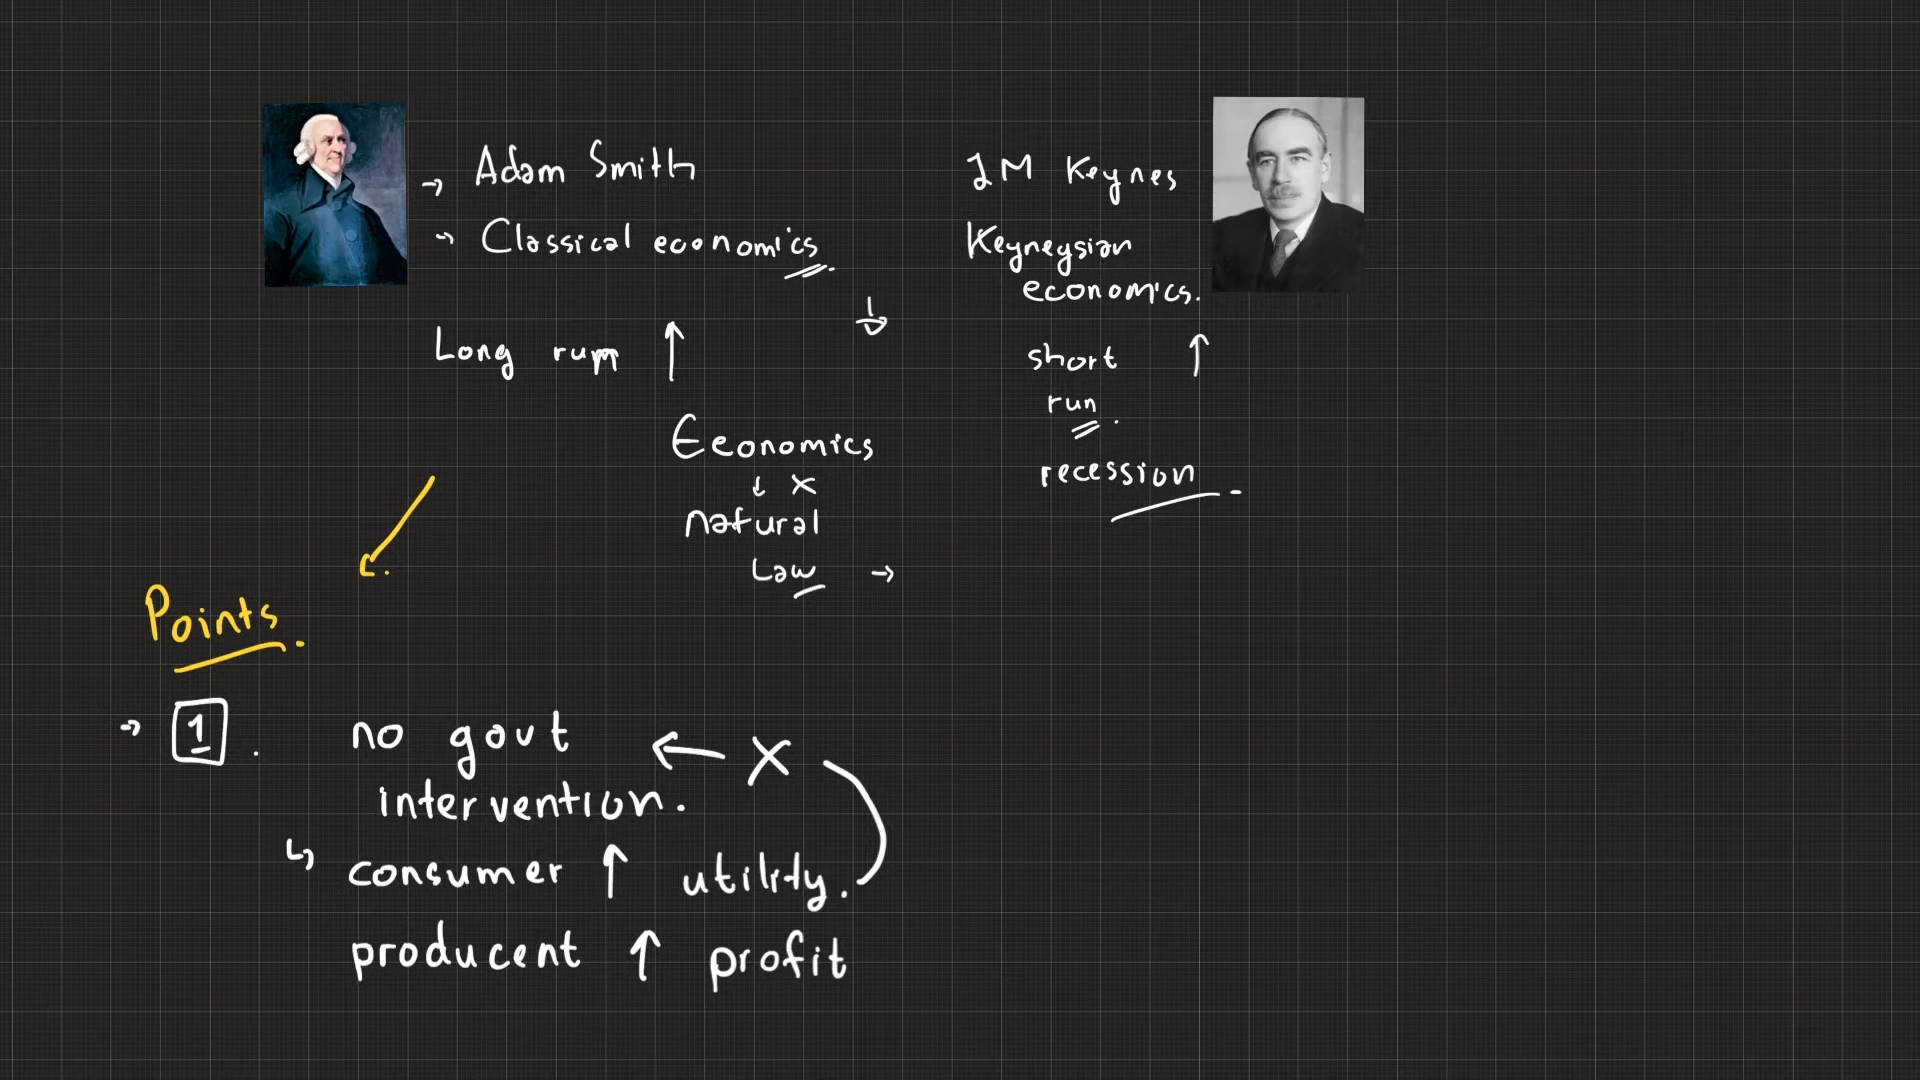 Adam Smith
Classical economics
Long run
JM Keynes
Keyneysian
economics.
short
run.
recession
Economics
Natural
Law
Points
1.
no govt
intervention.
consumer ↑ utility.
producent ↑ profit